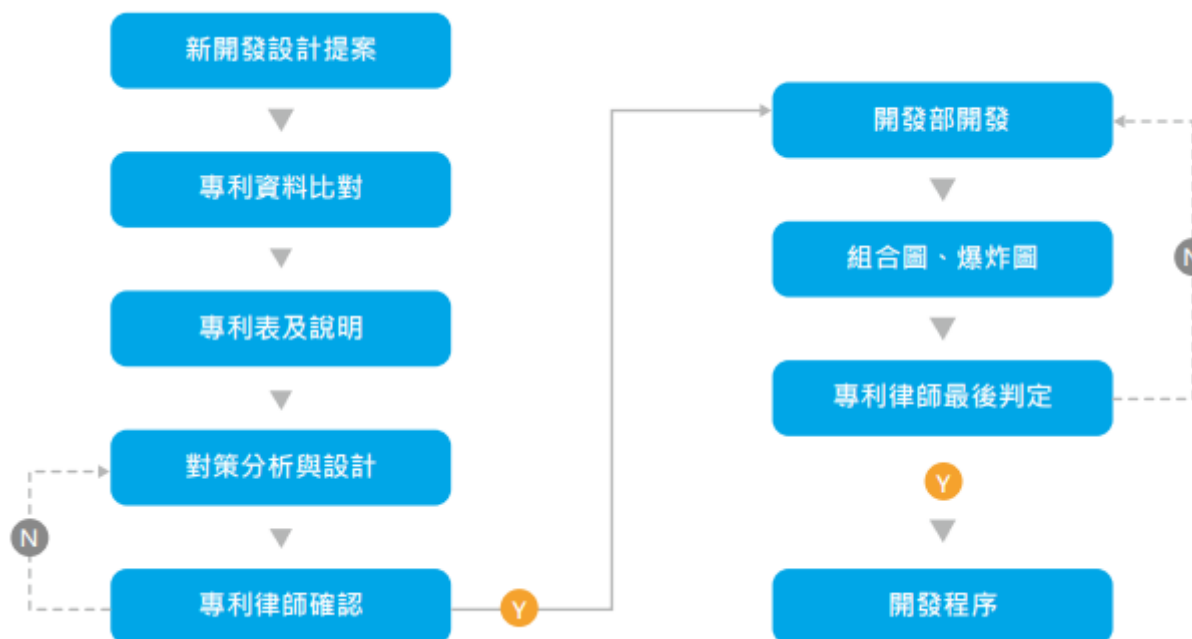 新開發設計提案
專利資料比對
專利表及說明
對策分析與設計
N
專利律師確認
Y
開發部開發
組合圖、爆炸圖
N
專利律師最後判定
Y
開發程序